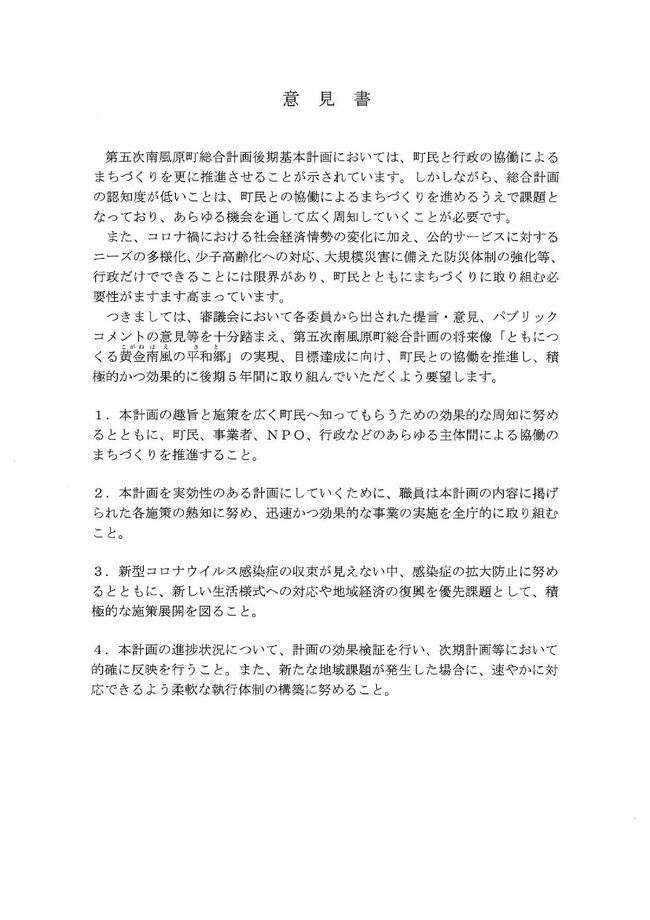 意見書
第五次南風原町総合計画後期基本計画においては、町民と行政の協働による
まちづくりを更に推進させることが示されています。しかしながら、総合計画
の認知度が低いことは、町民との協働によるまちづくりを進めるうえで課題と
なっており、あらゆる機会を通して広く周知していくことが必要です。
また、コロナ禍における社会経済情勢の変化に加え、公的サービスに対する
ニーズの多様化、少子高齢化への対応、大規模災害に備えた防災体制の強化等、
行政だけでできることには限界があり、町民とともにまちづくりに取り組む必
要性がますます高まっています。
つきましては、審議会において各委員から出された提言・意見、パブリック
コメントの意見等を十分踏まえ、第五次南風原町総合計画の将来像「ともにつ
こがねはえ さと
くる黄金南風の平和郷」の実現、目標達成に向け、町民との協働を推進し、積
極的かつ効果的に後期5年間に取り組んでいただくよう要望します。
1.本計画の趣旨と施策を広く町民へ知ってもらうための効果的な周知に努め
るとともに、町民、事業者、NPO、行政などのあらゆる主体間による協働の
まちづくりを推進すること。
2.本計画を実効性のある計画にしていくために、職員は本計画の内容に掲げ
られた各施策の熟知に努め、迅速かつ効果的な事業の実施を全庁的に取り組む
こと。
3.新型コロナウイルス感染症の収束が見えない中、感染症の拡大防止に努め
るとともに、新しい生活様式への対応や地域経済の復興を優先課題として、積
極的な施策展開を図ること。
4.本計画の進捗状況について、計画の効果検証を行い、次期計画等において
的確に反映を行うこと。また、新たな地域課題が発生した場合に、速やかに対
応できるよう柔軟な執行体制の構築に努めること。